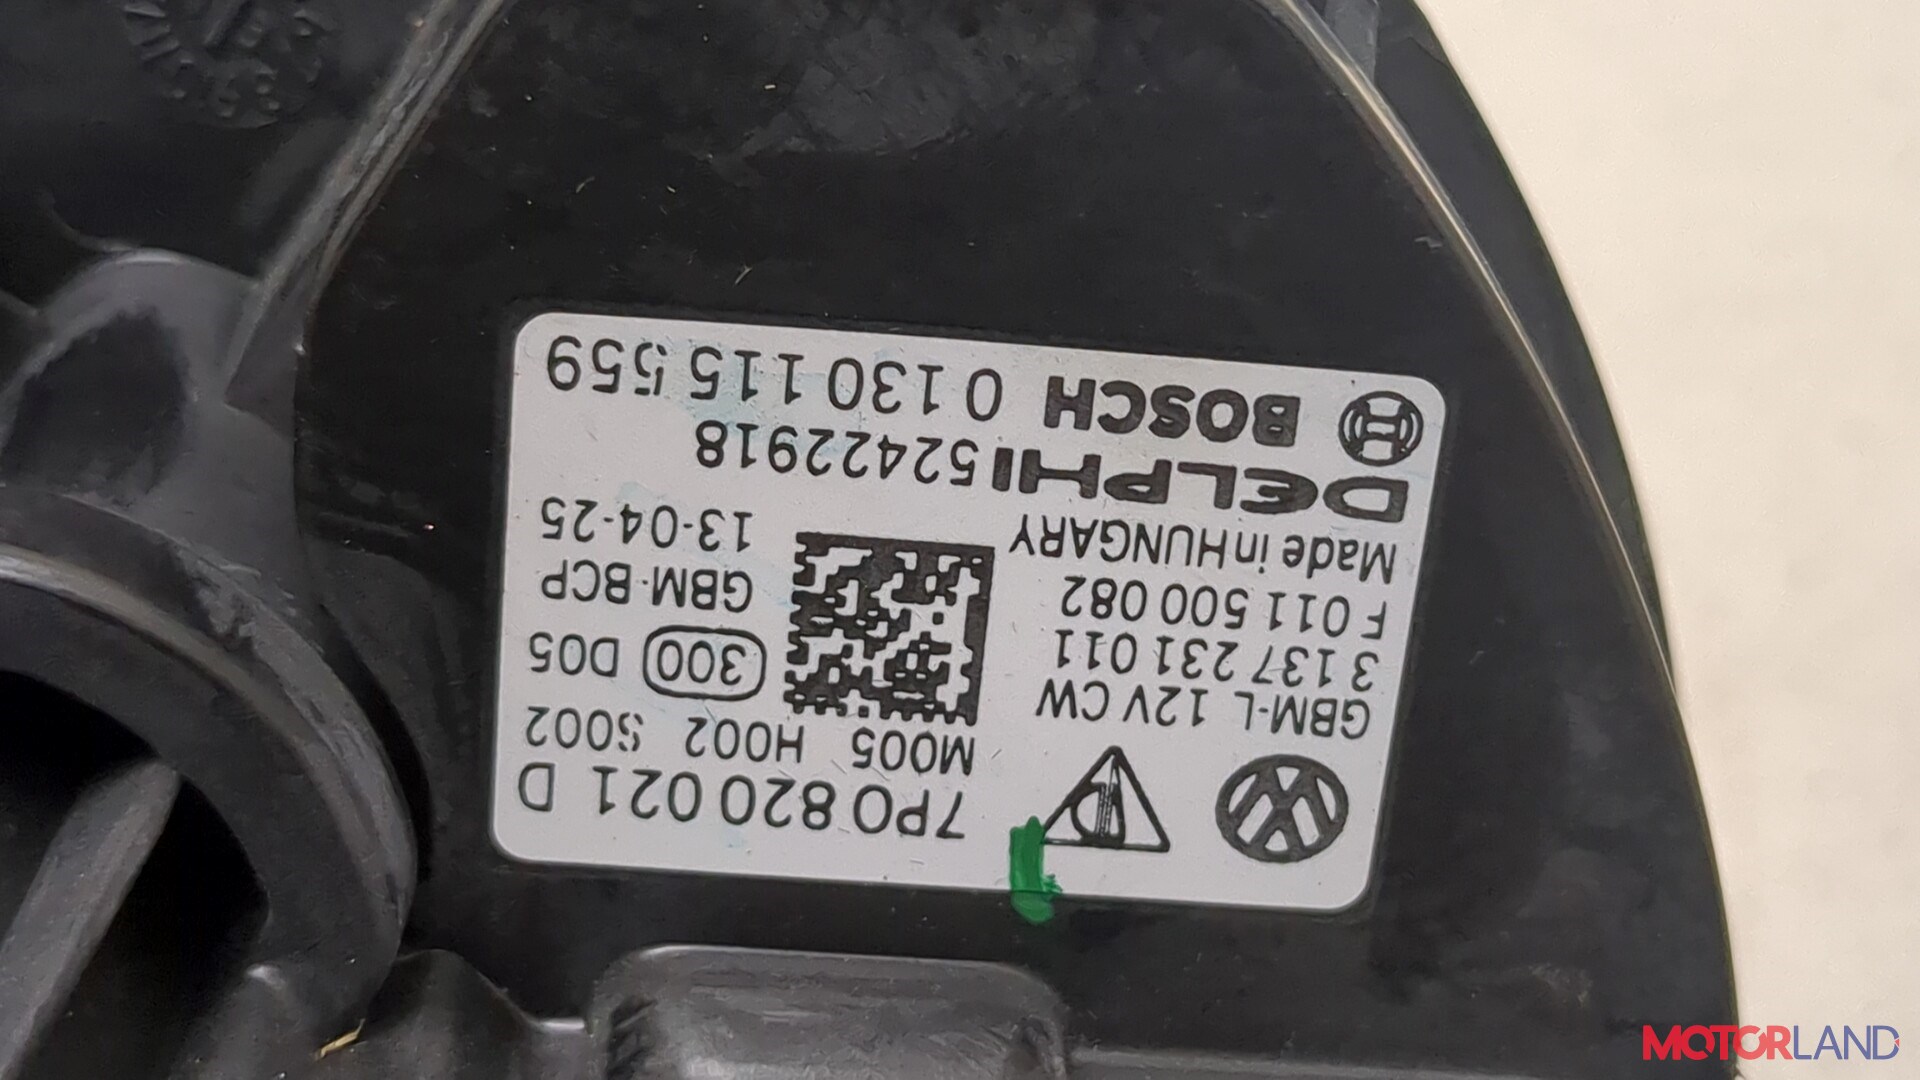 7P0 820 021 D
M005 H002 S002
300 D05
GBM-BCP
13-04-25
GBM-L 12V CW
3 137 231 011
F 011 500 082
Made in HUNGARY
DELPHI 52422918
BOSCH 0 130 115 559
MOTORLAND